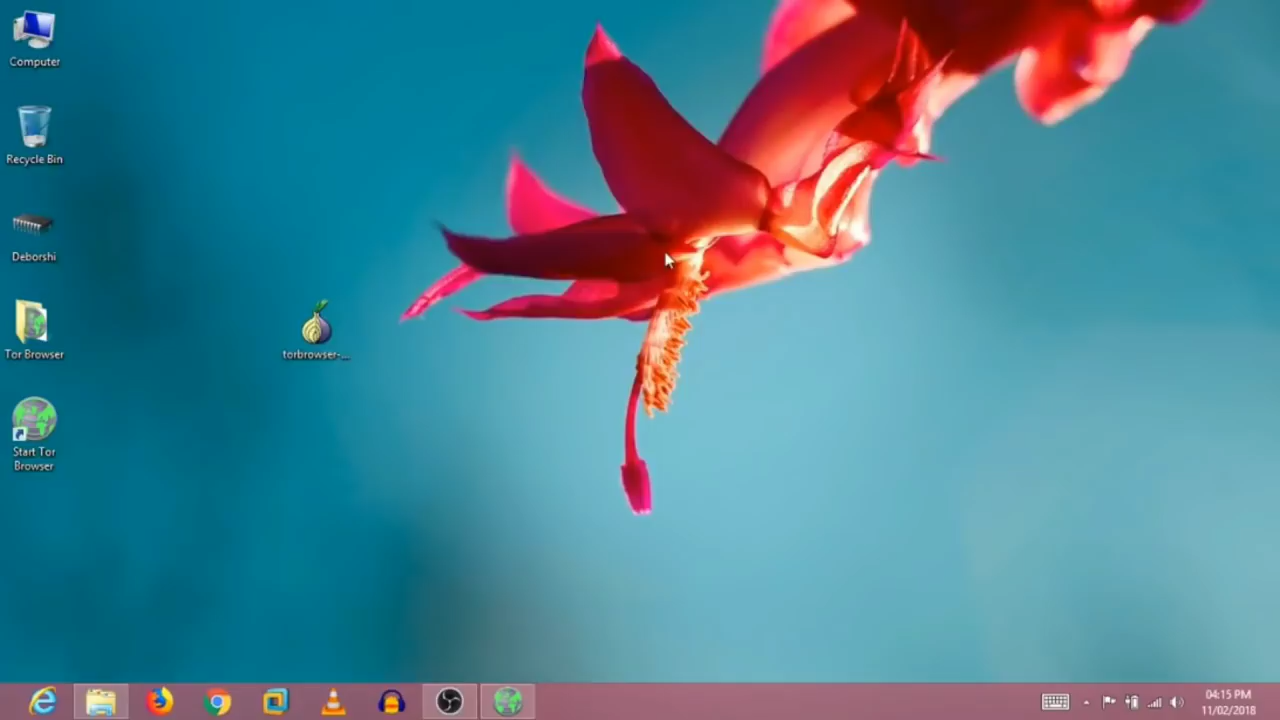 Computer
Recycle Bin
Deborshi
Tor Browser
torbrowser-...
Start Tor
Browser
04:15 PM
11/02/2018